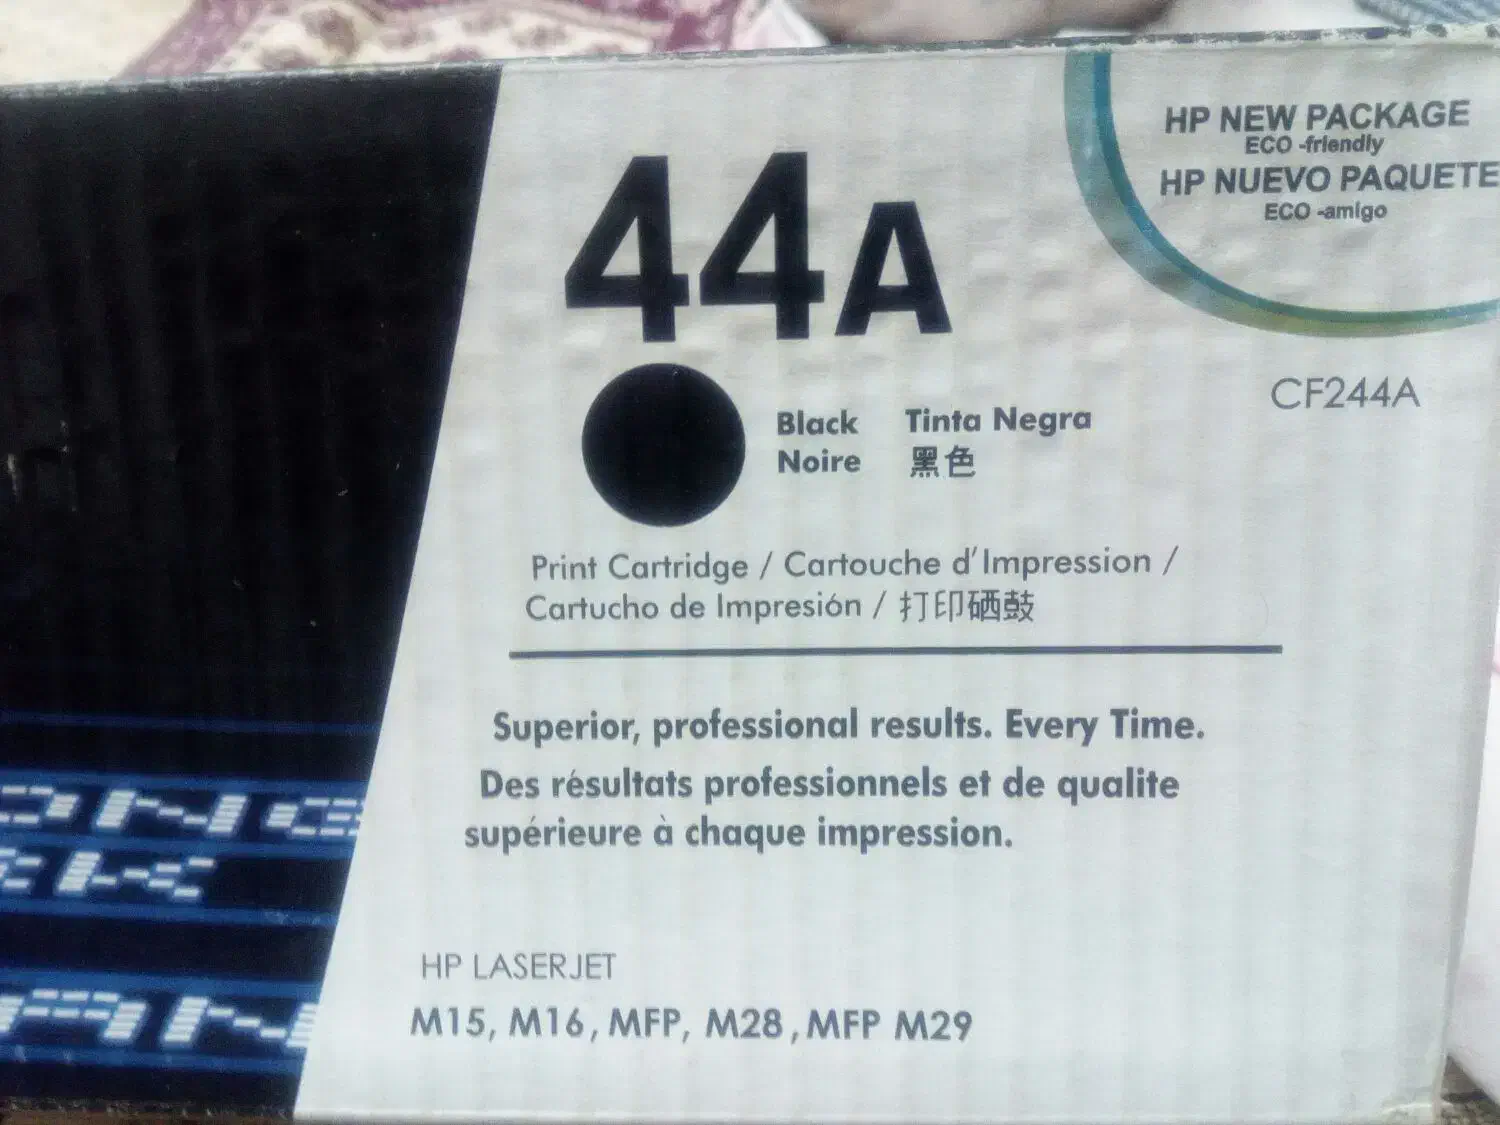 HP NEW PACKAGE
ECO -friendly
HP NUEVO PAQUETE
ECO -amigo
44A
CF244A
Black Tinta Negra
Noire 黑色
Print Cartridge / Cartouche d'Impression /
Cartucho de Impresión / 打印硒鼓
Superior, professional results. Every Time.
Des résultats professionnels et de qualite
supérieure à chaque impression.
HP LASERJET
M15, M16, MFP, M28, MFP M29